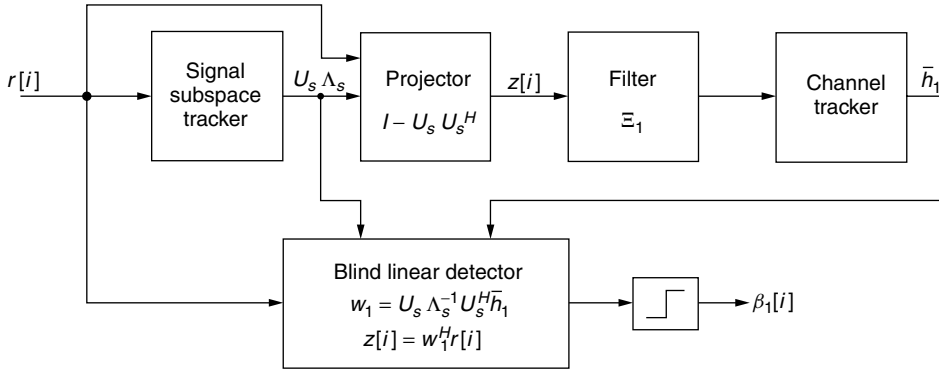 r[i]
Signal
subspace
tracker
U_s Λ_s
Projector
I – U_s U_s^H
z[i]
Filter
Ξ_1
Channel
tracker
h̄_1
Blind linear detector
w_1 = U_s Λ_s^{-1} U_s^H h̄_1
z[i] = w_1^H r[i]
β_1[i]